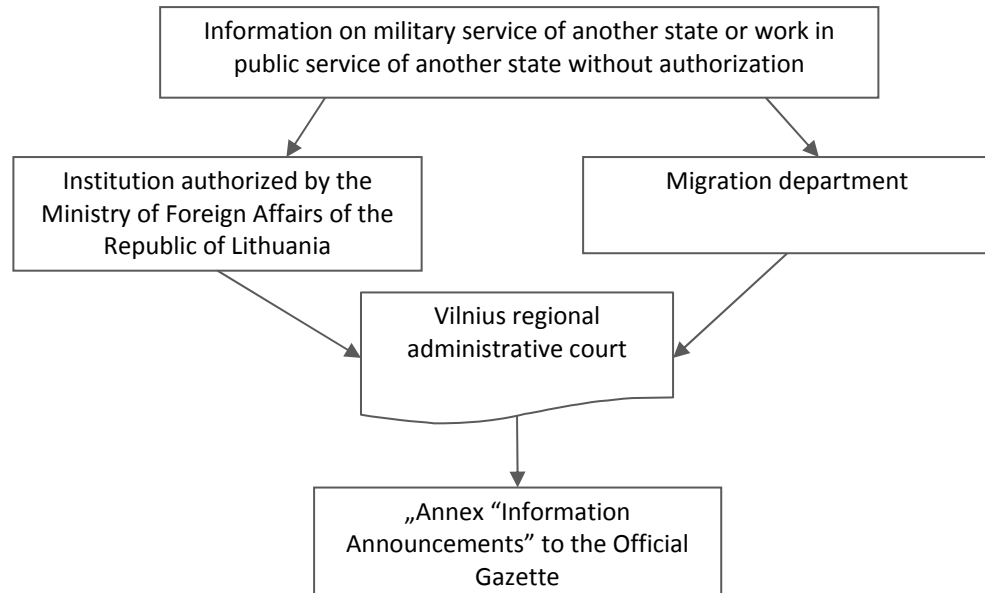 Information on military service of another state or work in
public service of another state without authorization
Institution authorized by the
Ministry of Foreign Affairs of the
Republic of Lithuania
Migration department
Vilnius regional
administrative court
„Annex “Information
Announcements” to the Official
Gazette